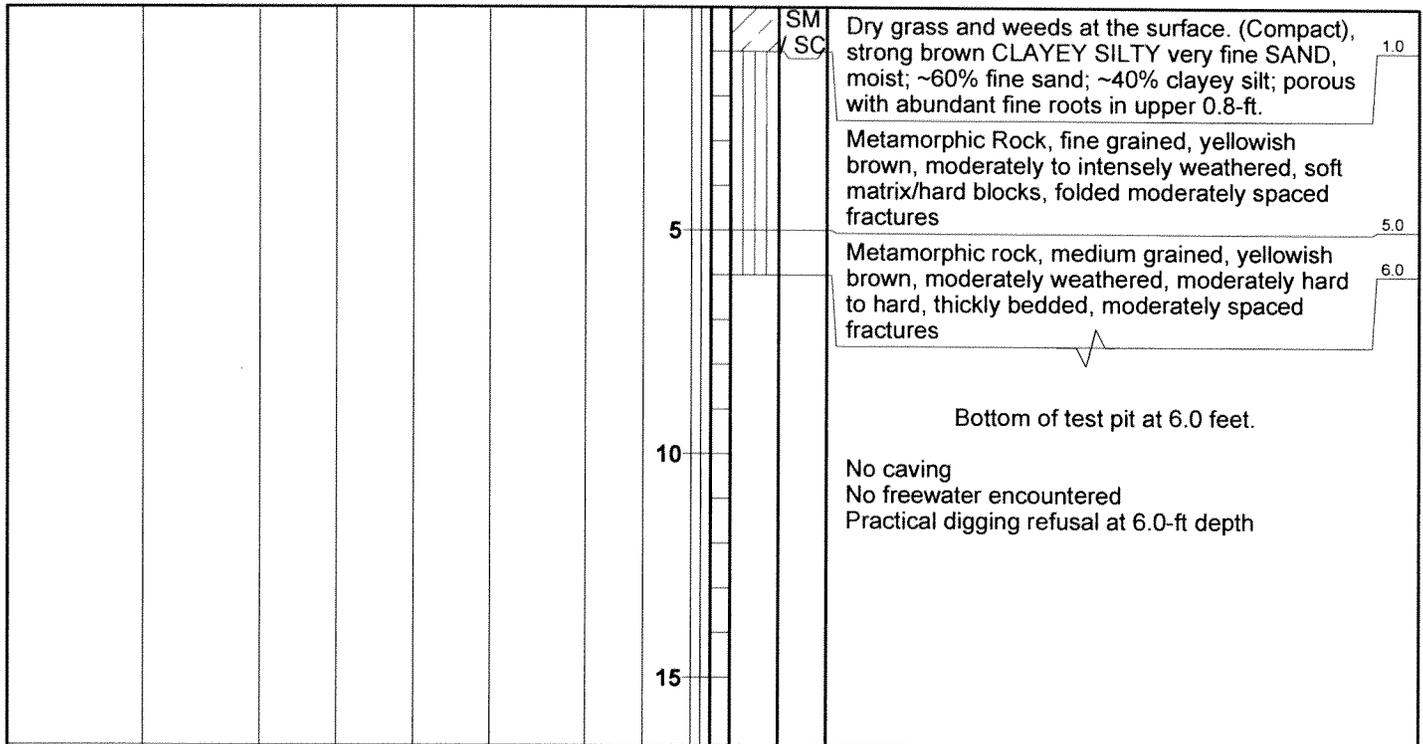 SM
/ SC
Dry grass and weeds at the surface. (Compact),
strong brown CLAYEY SILTY very fine SAND,
moist; ~60% fine sand; ~40% clayey silt; porous
with abundant fine roots in upper 0.8-ft.
1.0
Metamorphic Rock, fine grained, yellowish
brown, moderately to intensely weathered, soft
matrix/hard blocks, folded moderately spaced
fractures
5
5.0
Metamorphic rock, medium grained, yellowish
brown, moderately weathered, moderately hard
to hard, thickly bedded, moderately spaced
fractures
6.0
Bottom of test pit at 6.0 feet.
10
No caving
No freewater encountered
Practical digging refusal at 6.0-ft depth
15